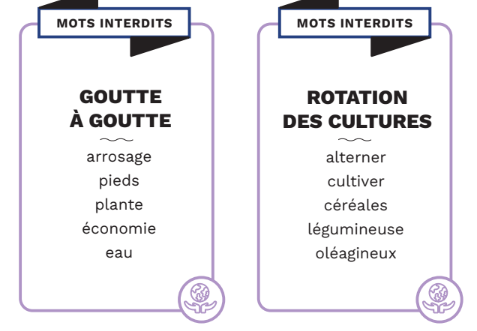 MOTS INTERDITS
GOUTTE
À GOUTTE
arrosage
pieds
plante
économie
eau
MOTS INTERDITS
ROTATION
DES CULTURES
alterner
cultiver
céréales
légumineuse
oléagineux